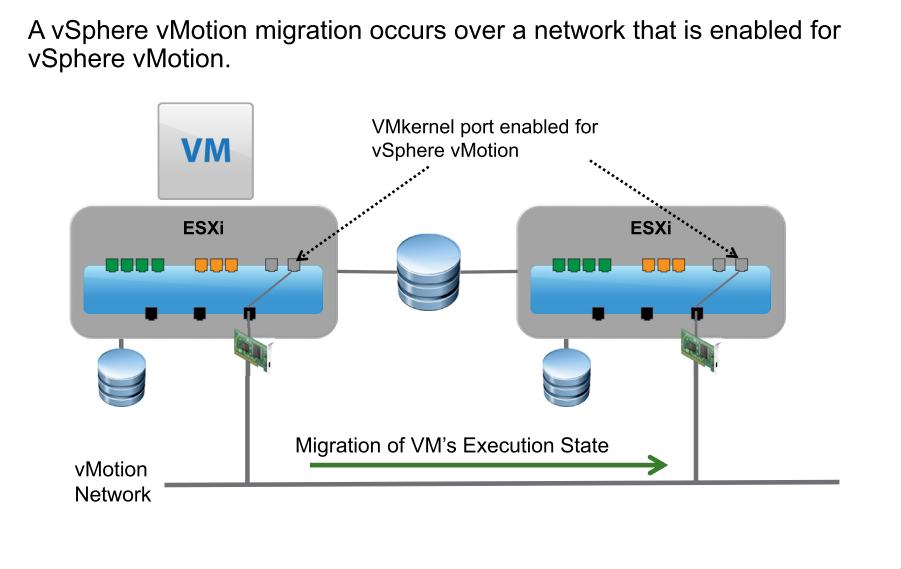 A vSphere vMotion migration occurs over a network that is enabled for
vSphere vMotion.
VM
VMkernel port enabled for
vSphere vMotion
ESXi
ESXi
Migration of VM’s Execution State
vMotion
Network